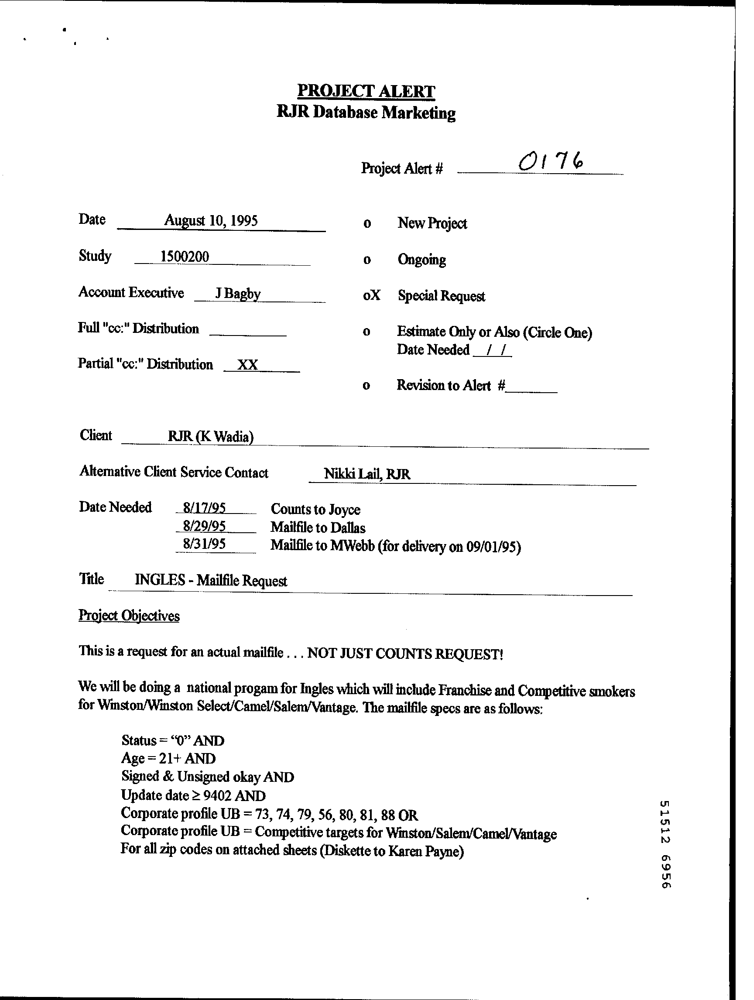 PROJECT ALERT
RJR Database Marketing
Project Alert # 0176
Date August 10, 1995
o New Project
Study 1500200
o Ongoing
Account Executive J Bagby
oX Special Request
Full "cc:" Distribution
o Estimate Only or Also (Circle One)
Date Needed / /
Partial "cc:" Distribution XX
o Revision to Alert #
Client RJR (K Wadia)
Alternative Client Service Contact Nikki Lail, RJR
Date Needed 8/17/95 Counts to Joyce
8/29/95 Mailfile to Dallas
8/31/95 Mailfile to MWebb (for delivery on 09/01/95)
Title INGLES - Mailfile Request
Project Objectives
This is a request for an actual mailfile . . . NOT JUST COUNTS REQUEST!
We will be doing a national progam for Ingles which will include Franchise and Competitive smokers
for Winston/Winston Select/Camel/Salem/Vantage. The mailfile specs are as follows:
Status = “0” AND
Age = 21+ AND
Signed & Unsigned okay AND
Update date ≥ 9402 AND
Corporate profile UB = 73, 74, 79, 56, 80, 81, 88 OR
Corporate profile UB = Competitive targets for Winston/Salem/Camel/Vantage
For all zip codes on attached sheets (Diskette to Karen Payne)
51512 6956